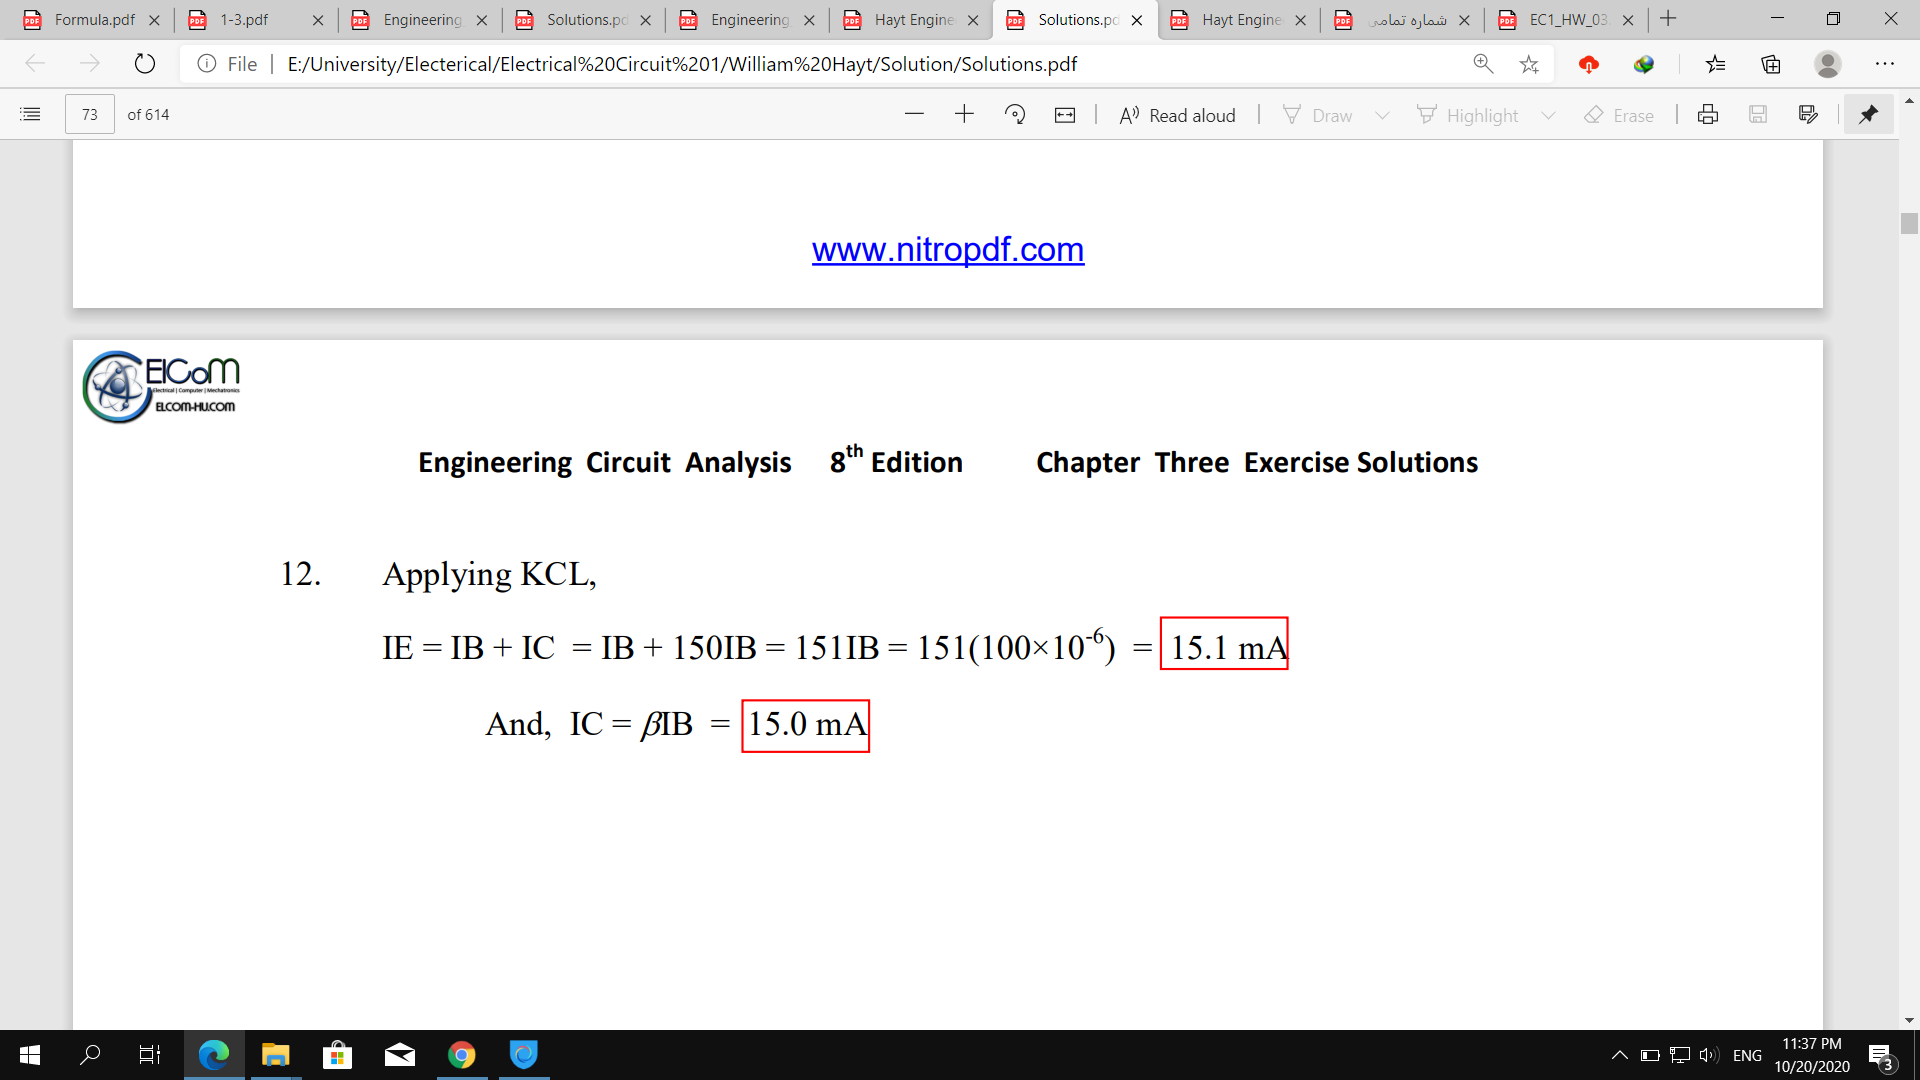 Formula.pdf
1-3.pdf
Engineering
Solutions.pd
Engineering
Hayt Engine
Solutions.pd
Hayt Engine
شماره تمامی
EC1_HW_03
File
E:/University/Electerical/Electrical%20Circuit%201/William%20Hayt/Solution/Solutions.pdf
73 of 614
Read aloud
Draw
Highlight
Erase
www.nitropdf.com
ElCoM
Electrical | Computer | Mechatronics
ELCOM-HU.COM
Engineering Circuit Analysis 8th Edition Chapter Three Exercise Solutions
12. Applying KCL,
IE = IB + IC = IB + 150IB = 151IB = 151(100×10-6) = 15.1 mA
And, IC = βIB = 15.0 mA
ENG
11:37 PM
10/20/2020
3